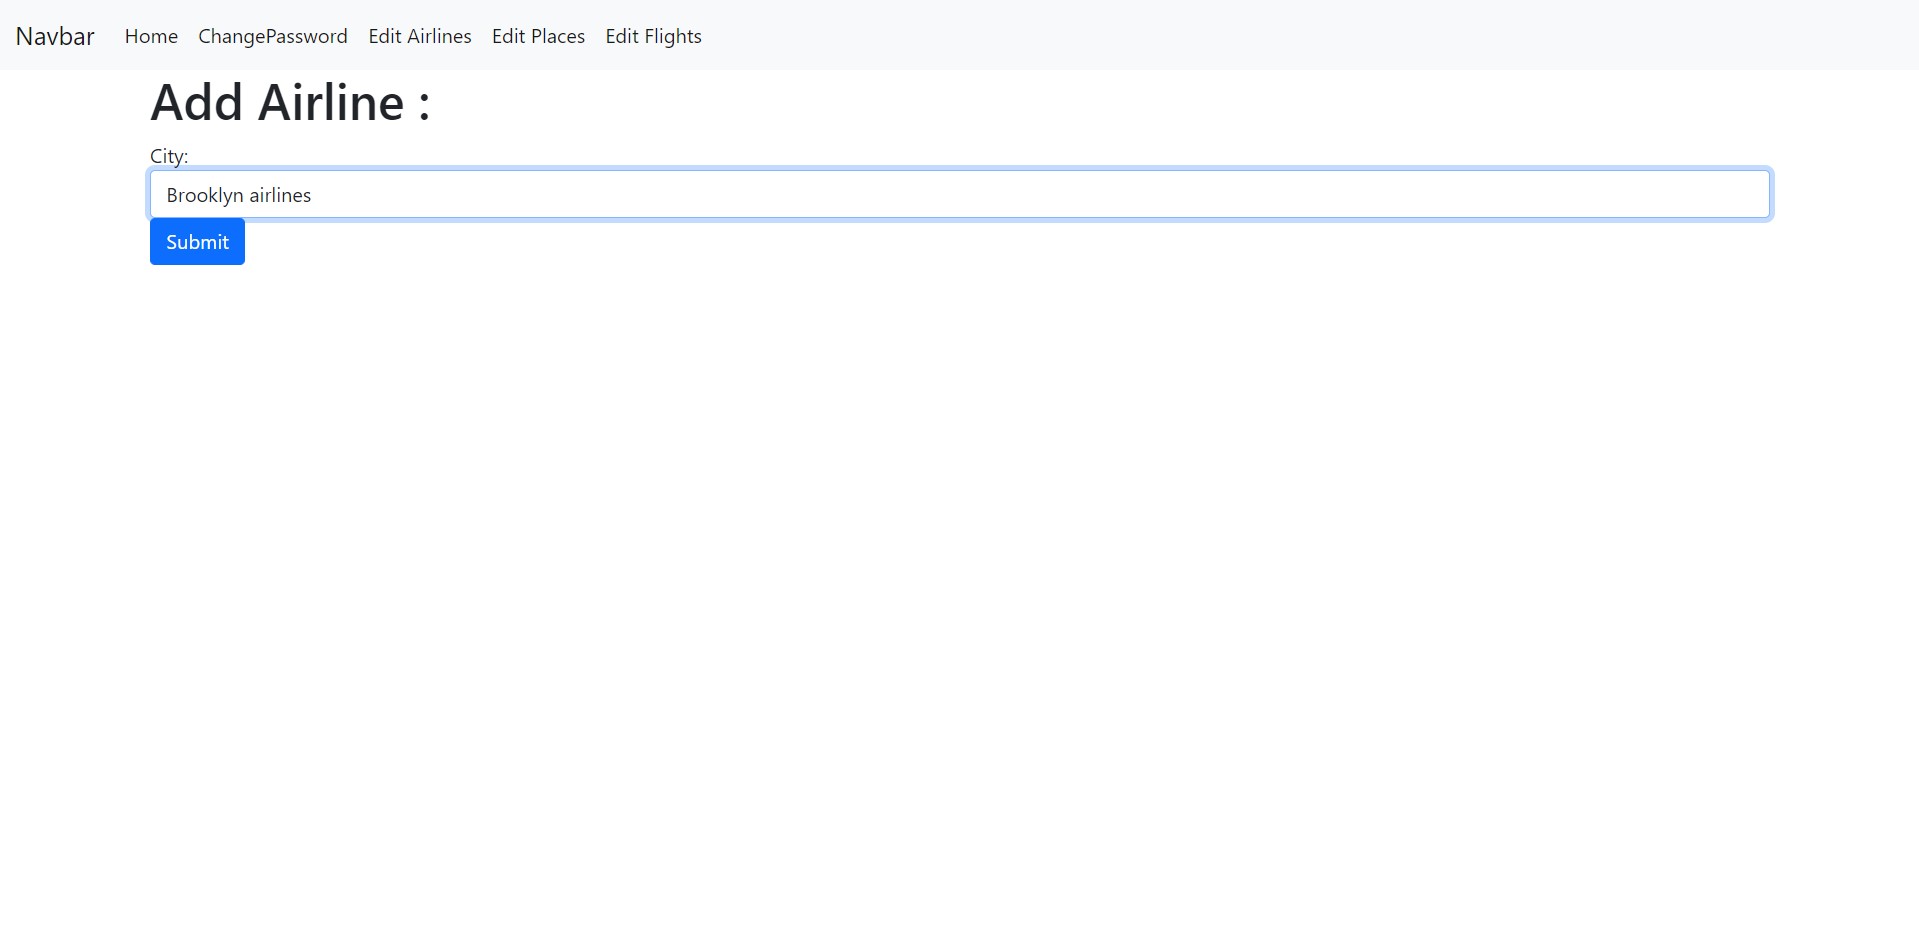 Navbar Home ChangePassword Edit Airlines Edit Places Edit Flights
Add Airline :
City:
Brooklyn airlines
Submit